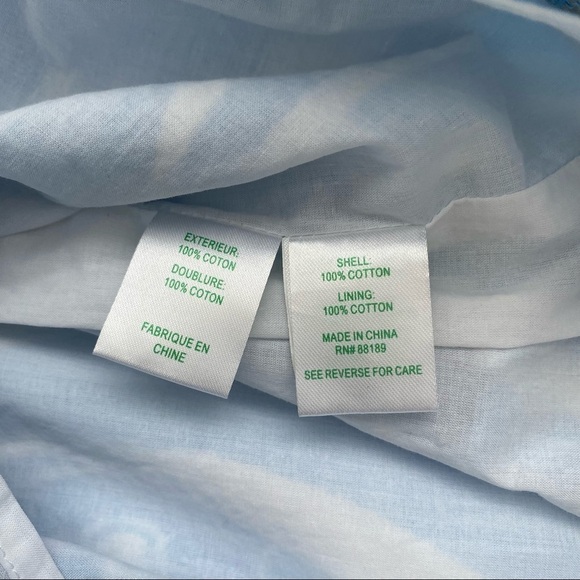 EXTERIEUR:
100% COTON
DOUBLURE:
100% COTON
FABRIQUE EN
CHINE
SHELL:
100% COTTON
LINING:
100% COTTON
MADE IN CHINA
RN# 88189
SEE REVERSE FOR CARE